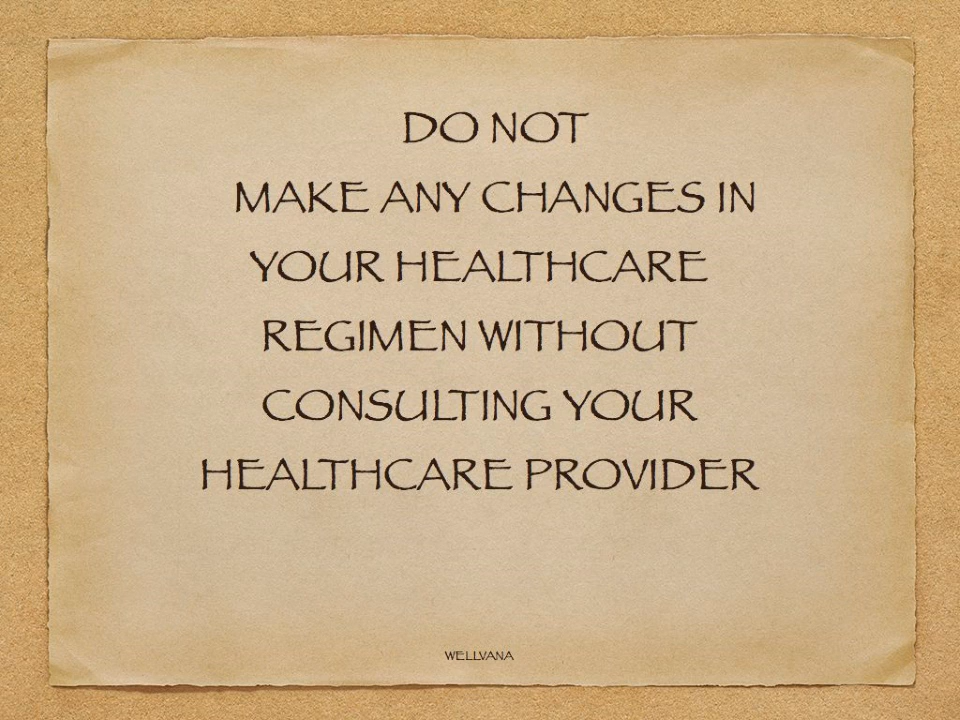 DO NOT
MAKE ANY CHANGES IN
YOUR HEALTHCARE
REGIMEN WITHOUT
CONSULTING YOUR
HEALTHCARE PROVIDER
WELLVANA